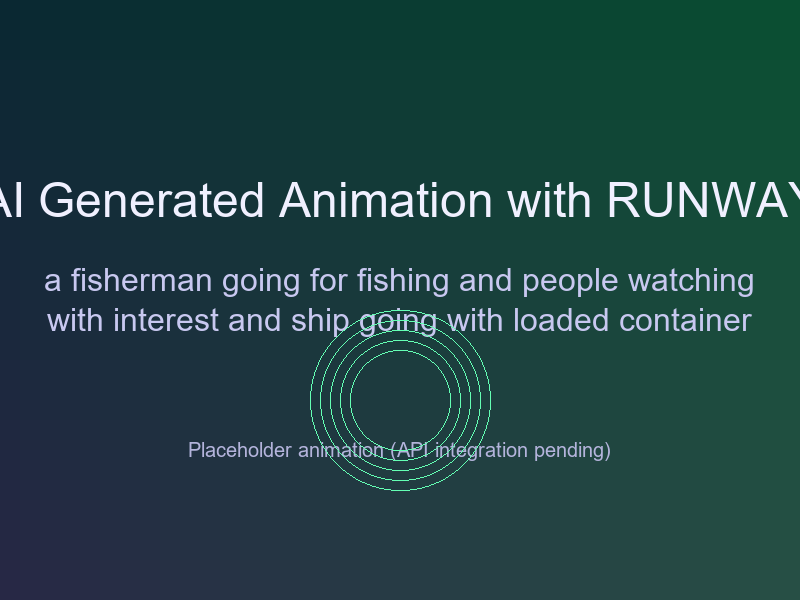 AI Generated Animation with RUNWAY
a fisherman going for fishing and people watching
with interest and ship going with loaded container
Placeholder animation (API integration pending)